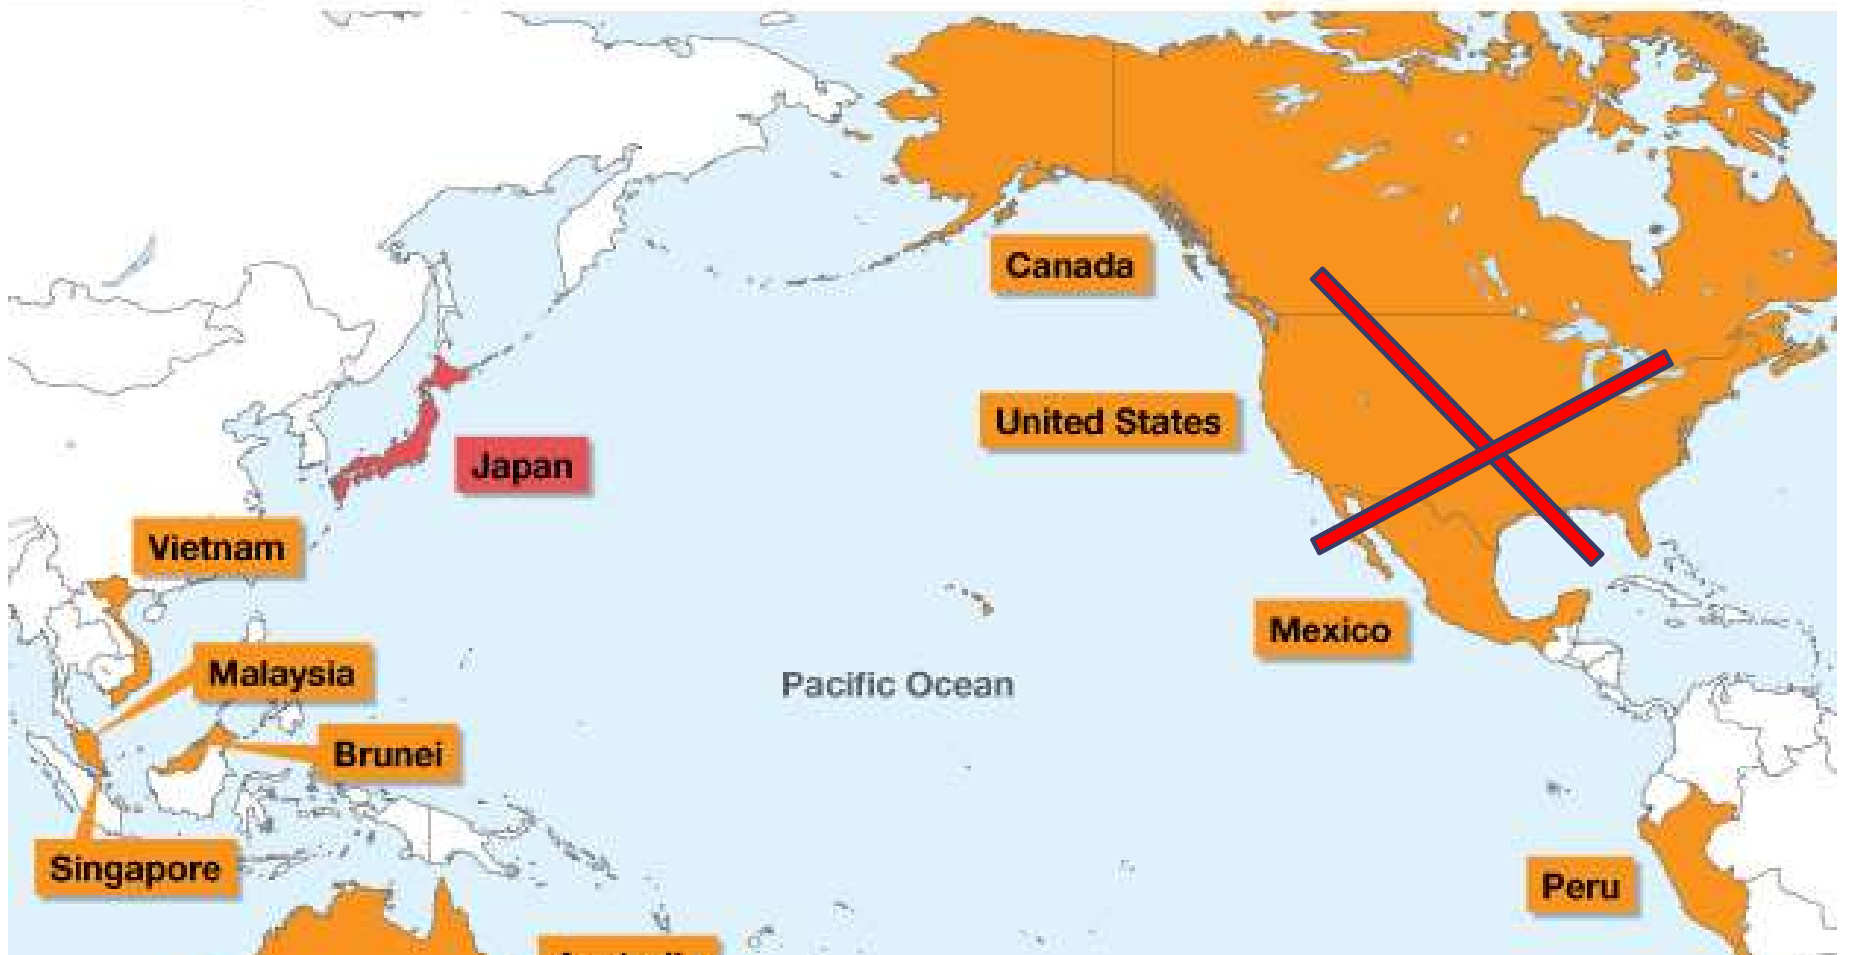 Canada
United States
Japan
Vietnam
Mexico
Malaysia
Pacific Ocean
Brunei
Singapore
Peru